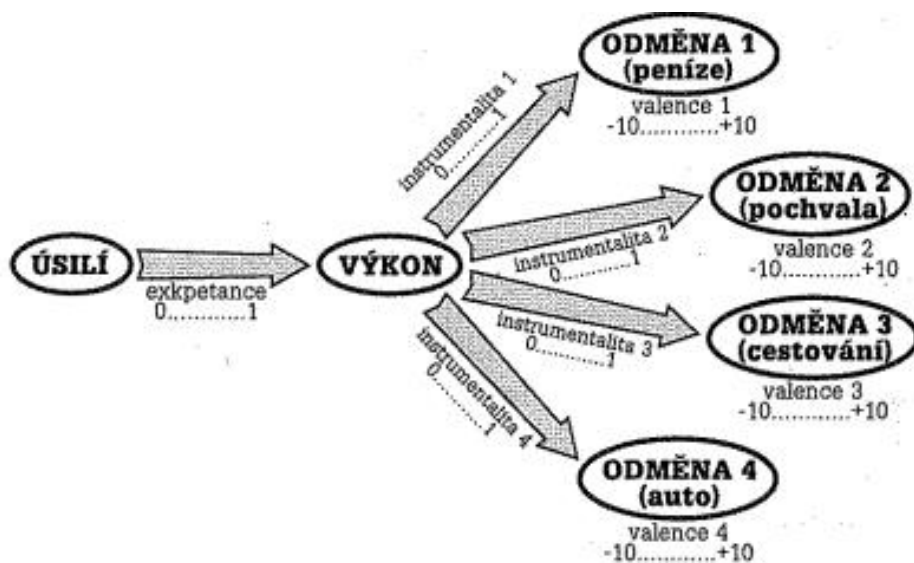 ODMĚNA 1
(peníze)
valence 1
-10............+10
instrumentalita 1
0............1
ODMĚNA 2
(pochvala)
valence 2
-10............+10
instrumentalita 2
0............1
ÚSILÍ
exkpetance
0............1
VÝKON
instrumentalita 3
0............1
ODMĚNA 3
(cestování)
valence 3
-10............+10
instrumentalita 4
0............1
ODMĚNA 4
(auto)
valence 4
-10............+10